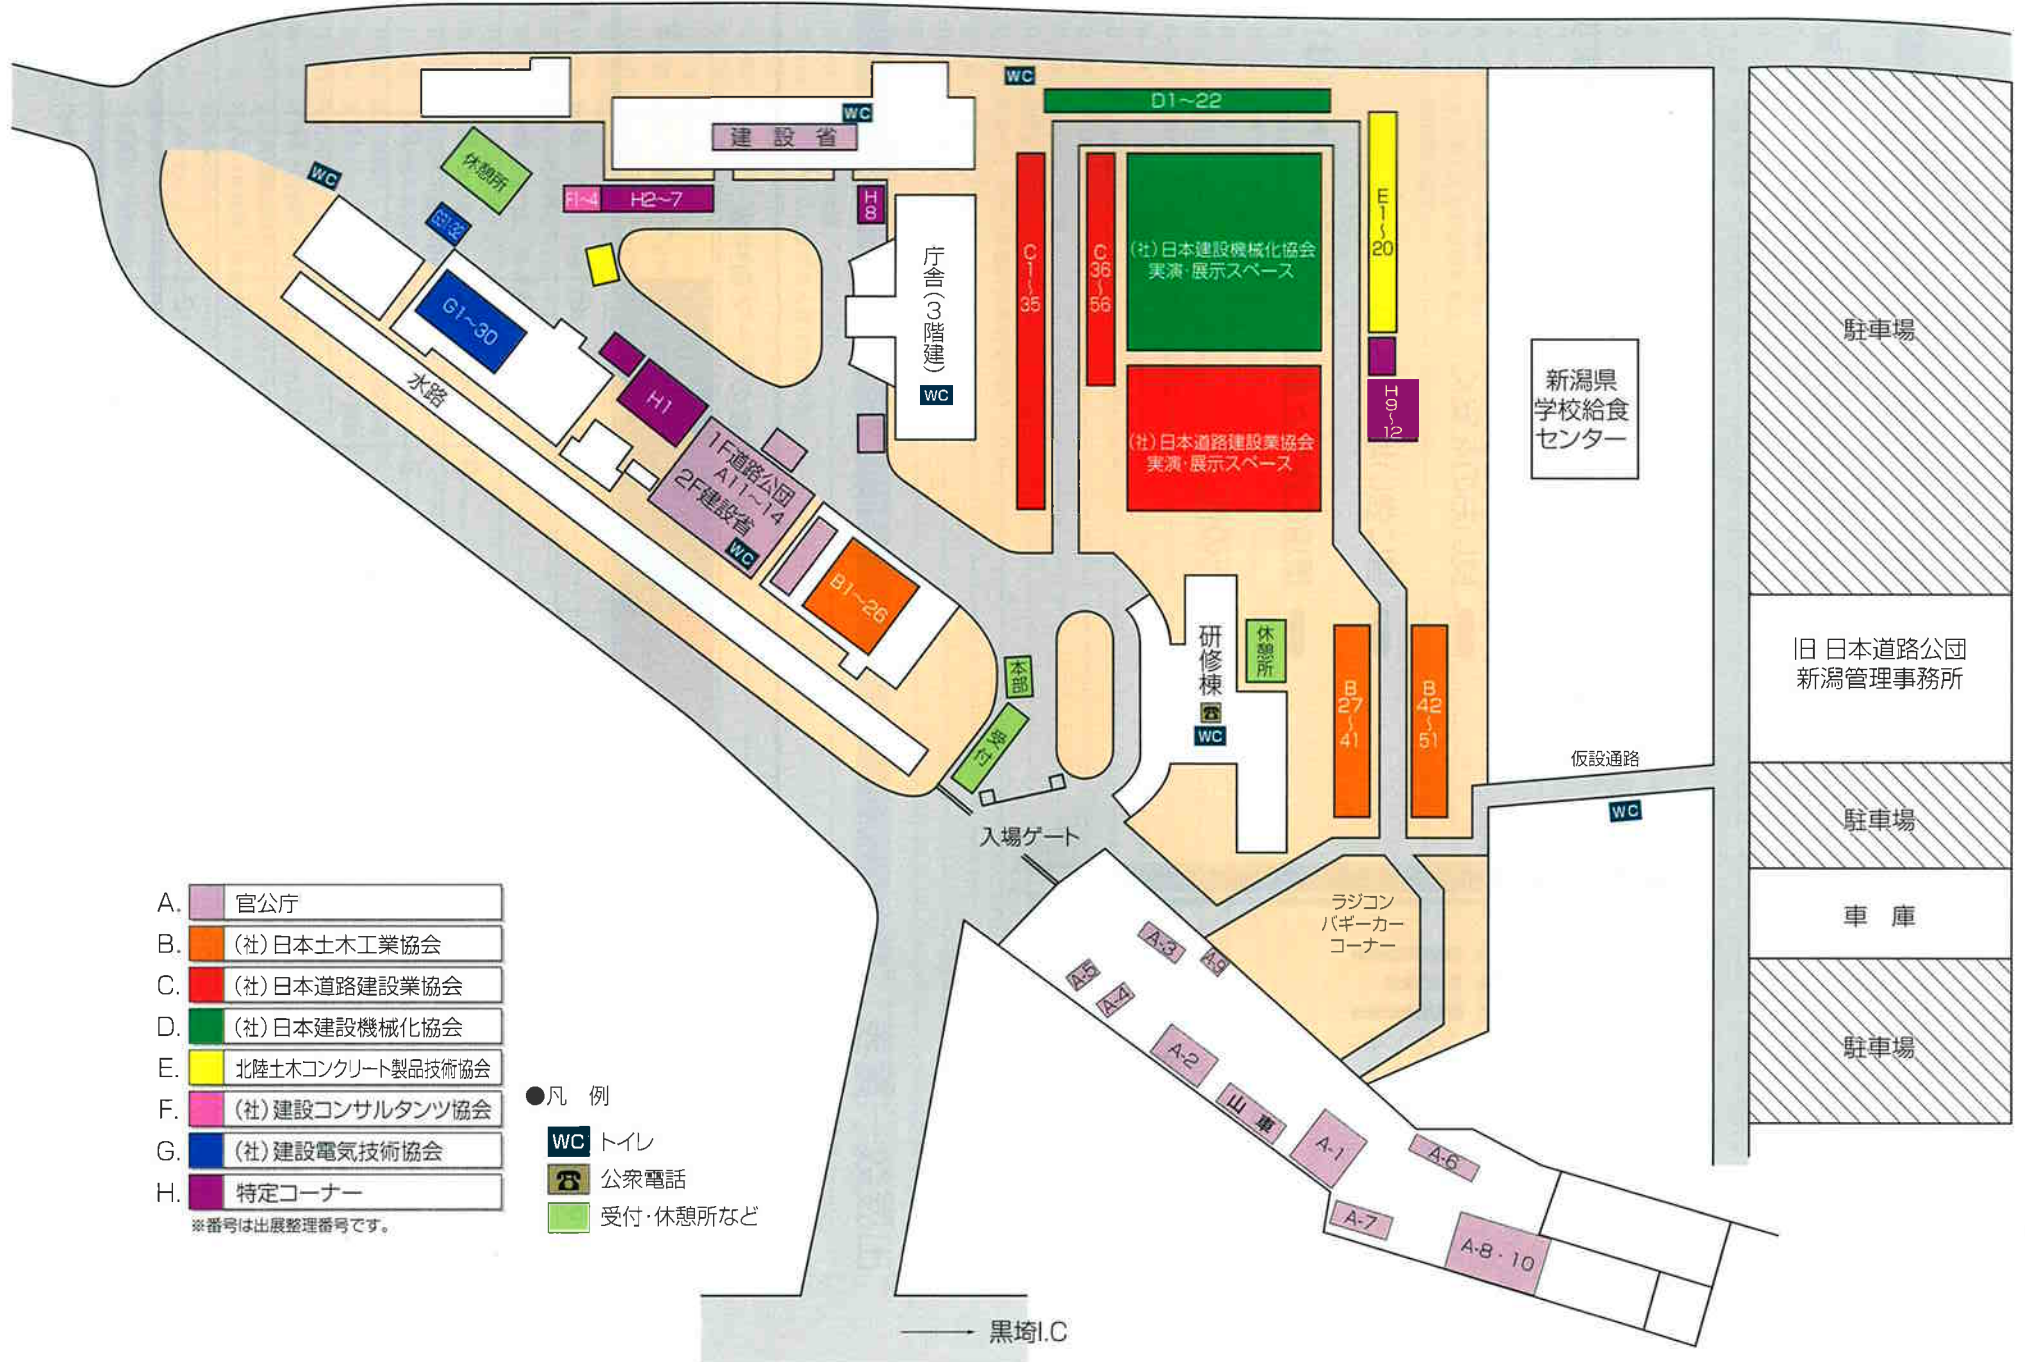 WC
D1～22
WC
建設省
休憩所
WC
F1～4
H2～7
H
8
E
1
～
20
G31・32
庁舎(3階建)
WC
C
1
～
35
C
36
～
56
(社)日本建設機械化協会
実演・展示スペース
駐車場
G1～30
水路
H1
H
9
～
12
新潟県
学校給食
センター
(社)日本道路建設業協会
実演・展示スペース
1F道路公団
A11～14
2F建設省
WC
B1～26
本部
受付
研修棟
WC
休憩所
B
27
～
41
B
42
～
51
旧 日本道路公団
新潟管理事務所
仮設通路
WC
駐車場
入場ゲート
車 庫
ラジコン
バギーカー
コーナー
駐車場
A-3
A-9
A-5
A-4
A-2
山車
A-1
A-6
A-7
A-8・10
A. 官公庁
B. (社)日本土木工業協会
C. (社)日本道路建設業協会
D. (社)日本建設機械化協会
E. 北陸土木コンクリート製品技術協会
F. (社)建設コンサルタンツ協会
G. (社)建設電気技術協会
H. 特定コーナー
※番号は出展整理番号です。
●凡 例
WC トイレ
公衆電話
受付・休憩所など
→ 黒埼I.C